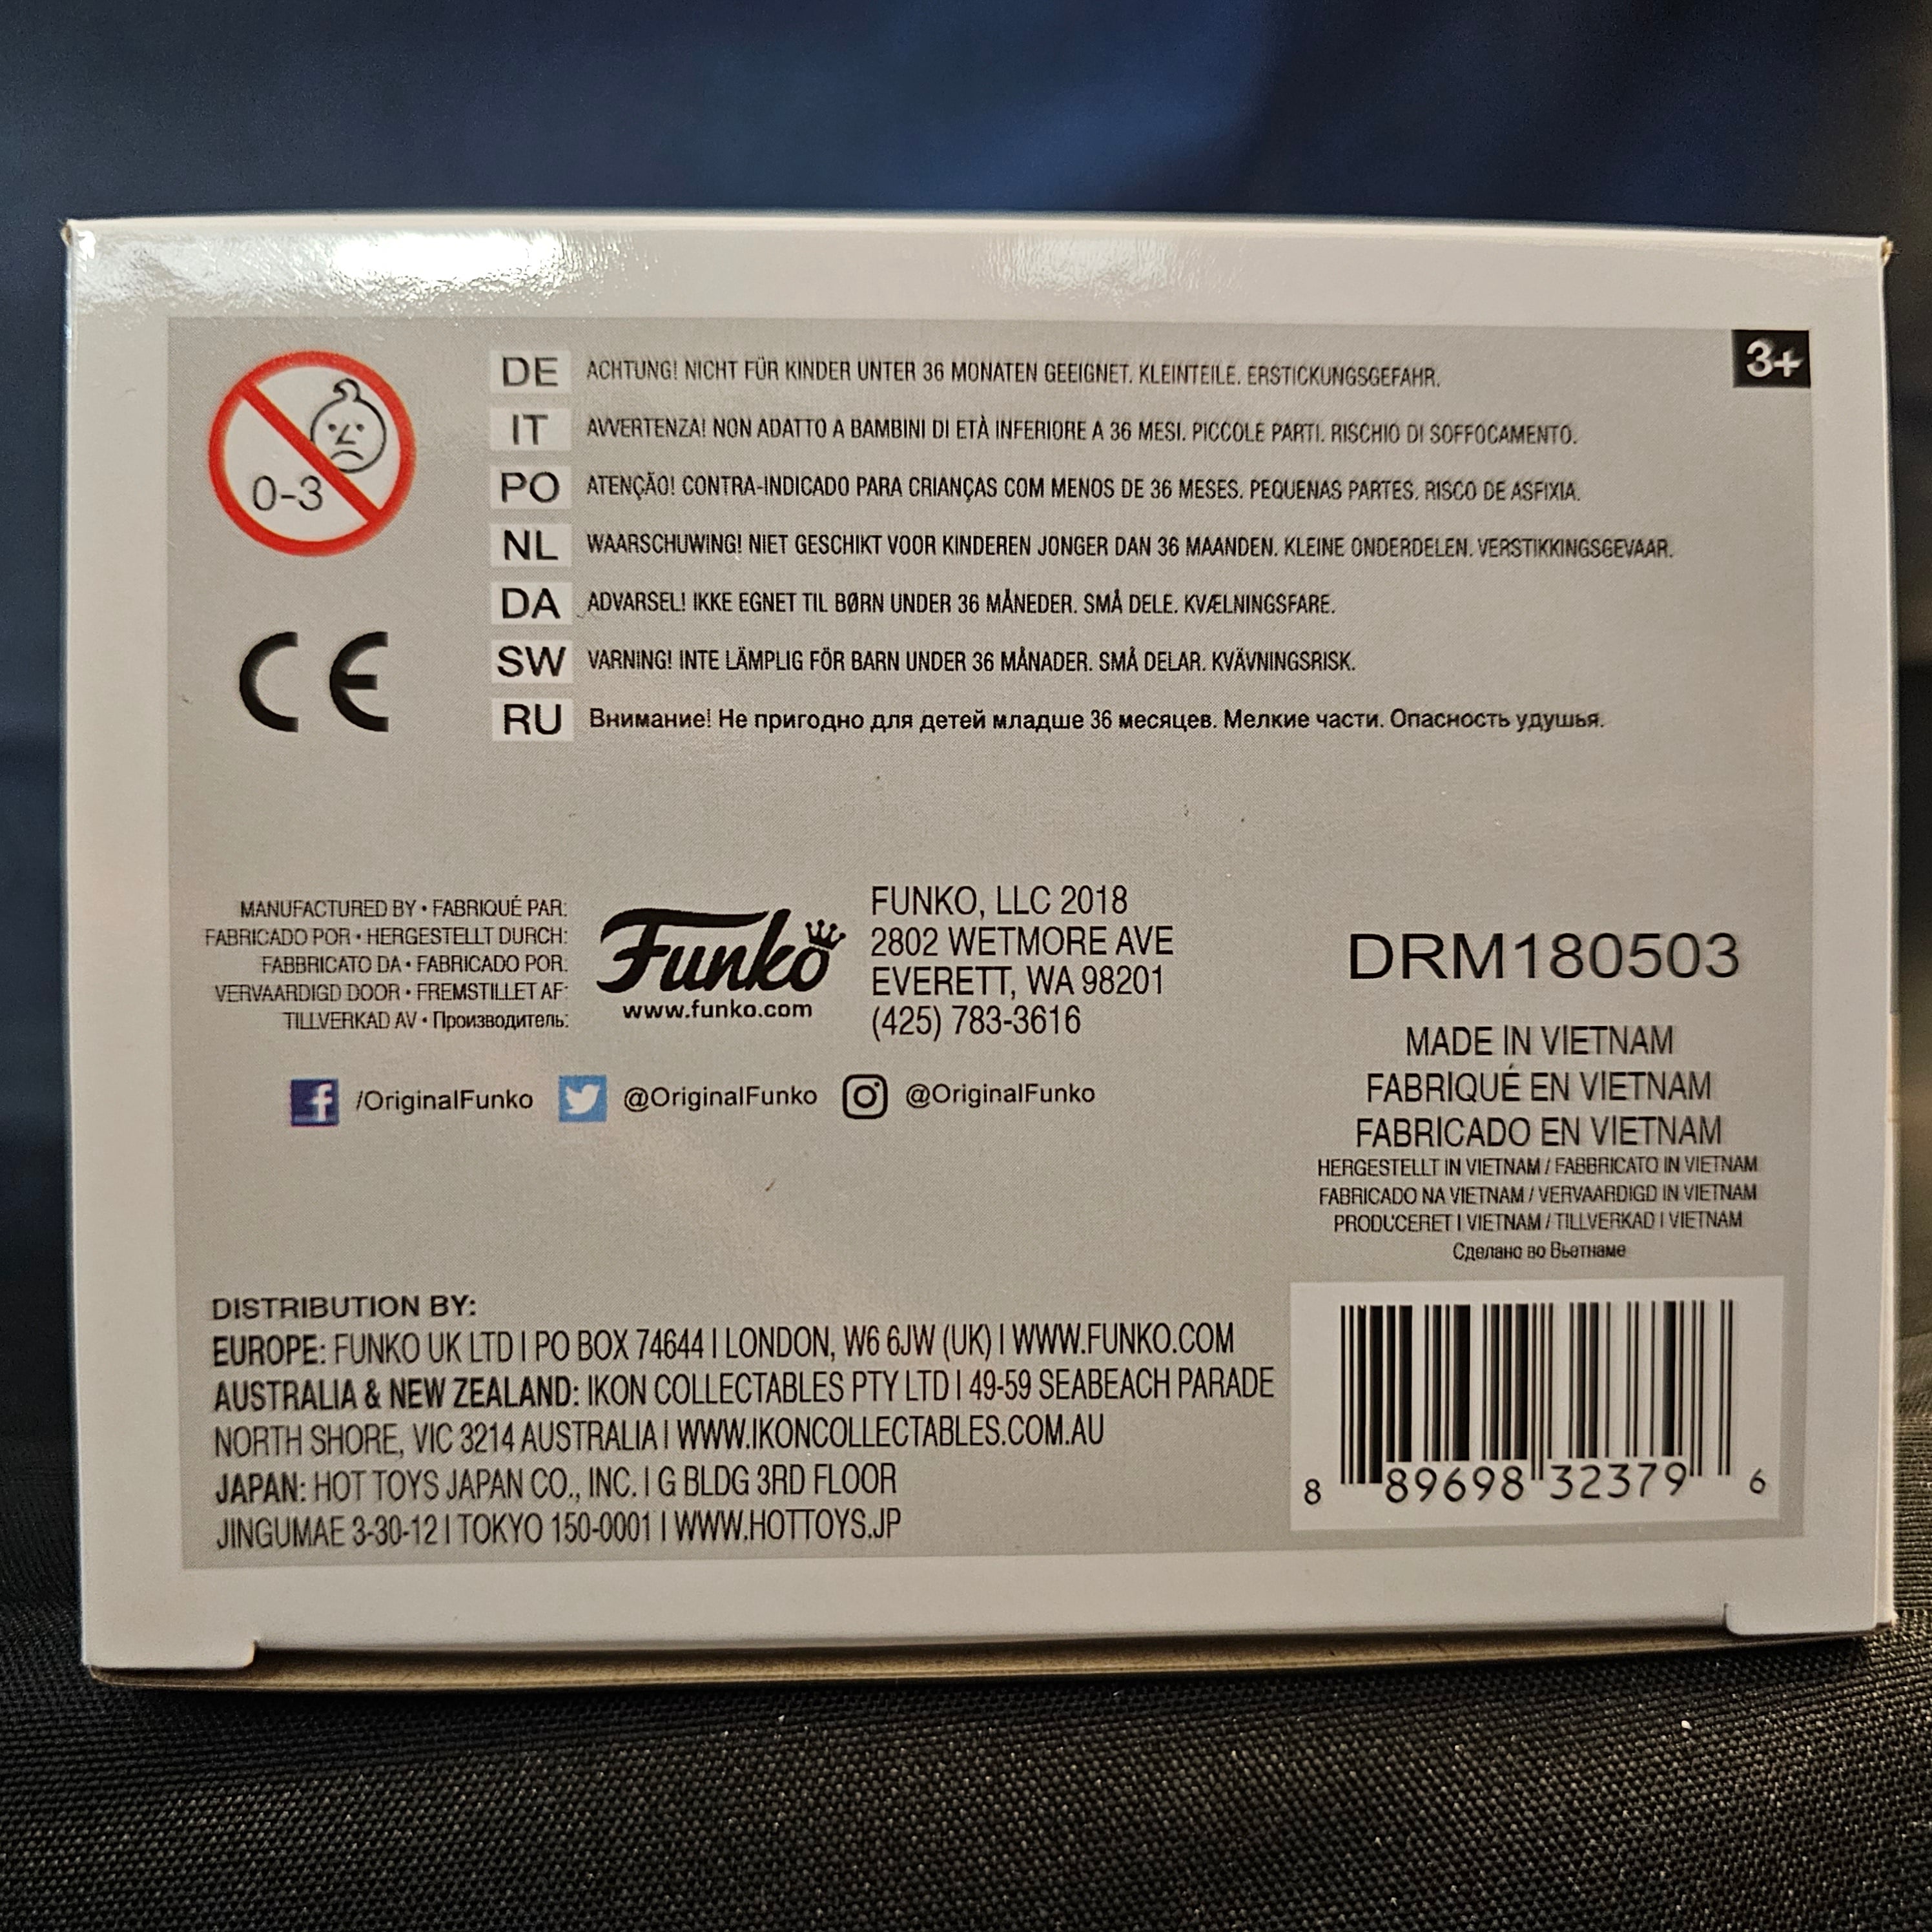 0-3
CE
DE ACHTUNG! NICHT FÜR KINDER UNTER 36 MONATEN GEEIGNET. KLEINTEILE. ERSTICKUNGSGEFAHR.
IT AVVERTENZA! NON ADATTO A BAMBINI DI ETÀ INFERIORE A 36 MESI. PICCOLE PARTI. RISCHIO DI SOFFOCAMENTO.
PO ATENÇÃO! CONTRA-INDICADO PARA CRIANÇAS COM MENOS DE 36 MESES. PEQUENAS PARTES. RISCO DE ASFIXIA.
NL WAARSCHUWING! NIET GESCHIKT VOOR KINDEREN JONGER DAN 36 MAANDEN. KLEINE ONDERDELEN. VERSTIKKINGSGEVAAR.
DA ADVARSEL! IKKE EGNET TIL BØRN UNDER 36 MÅNEDER. SMÅ DELE. KVÆLNINGSFARE.
SW VARNING! INTE LÄMPLIG FÖR BARN UNDER 36 MÅNADER. SMÅ DELAR. KVÄVNINGSRISK.
RU Внимание! Не пригодно для детей младше 36 месяцев. Мелкие части. Опасность удушья.
3+
MANUFACTURED BY • FABRIQUÉ PAR:
FABRICADO POR • HERGESTELLT DURCH:
FABBRICATO DA • FABRICADO POR:
VERVAARDIGD DOOR • FREMSTILLET AF:
TILLVERKAD AV • Производитель:
Funko
www.funko.com
FUNKO, LLC 2018
2802 WETMORE AVE
EVERETT, WA 98201
(425) 783-3616
/OriginalFunko @OriginalFunko @OriginalFunko
DRM180503
MADE IN VIETNAM
FABRIQUÉ EN VIETNAM
FABRICADO EN VIETNAM
HERGESTELLT IN VIETNAM / FABBRICATO IN VIETNAM
FABRICADO NA VIETNAM / VERVAARDIGD IN VIETNAM
PRODUCERET I VIETNAM / TILLVERKAD I VIETNAM
Сделано во Вьетнаме
DISTRIBUTION BY:
EUROPE: FUNKO UK LTD | PO BOX 74644 | LONDON, W6 6JW (UK) | WWW.FUNKO.COM
AUSTRALIA & NEW ZEALAND: IKON COLLECTABLES PTY LTD | 49-59 SEABEACH PARADE
NORTH SHORE, VIC 3214 AUSTRALIA | WWW.IKONCOLLECTABLES.COM.AU
JAPAN: HOT TOYS JAPAN CO., INC. | G BLDG 3RD FLOOR
JINGUMAE 3-30-12 | TOKYO 150-0001 | WWW.HOTTOYS.JP
8 89698 32379 6